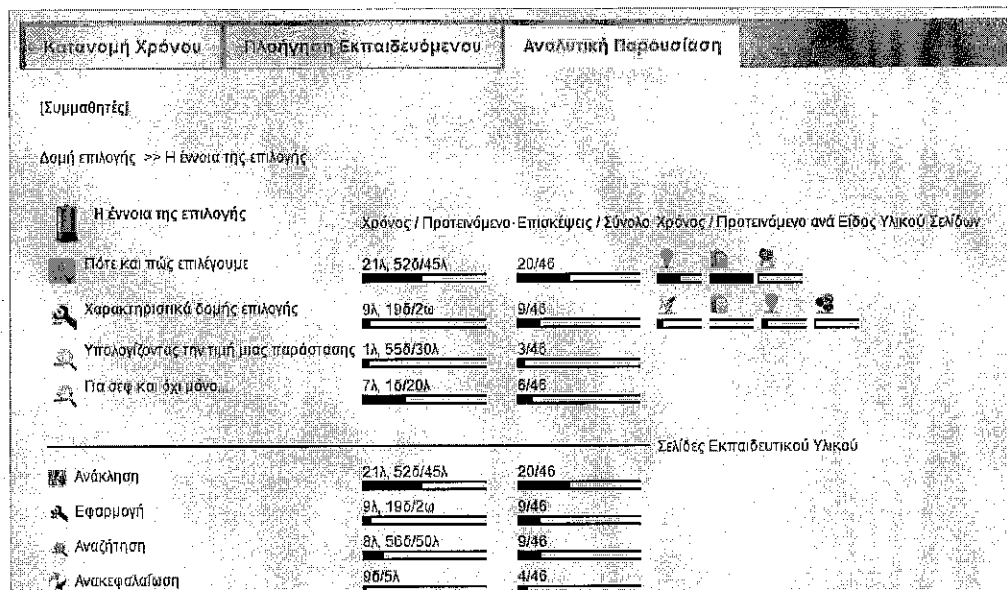 Κατανομή Χρόνου Πλοήγηση Εκπαιδευόμενου Αναλυτική Παρουσίαση
[Συμμαθητές]
Δομή επιλογής >> Η έννοια της επιλογής
Η έννοια της επιλογής
Χρόνος / Προτεινόμενο Επισκέψεις / Σύνολο Χρόνος / Προτεινόμενο ανά Είδος Υλικού Σελίδων
Πότε και πώς επιλέγουμε 21λ, 52δ/45λ 20/46
Χαρακτηριστικά δομής επιλογής 9λ, 19δ/2ω 9/46
Υπολογίζοντας την τιμή μιας παράστασης 1λ, 55δ/30λ 3/46
Για σεφ και όχι μόνο... 7λ, 1δ/20λ 6/46
Σελίδες Εκπαιδευτικού Υλικού
Ανάκληση 21λ, 52δ/45λ 20/46
Εφαρμογή 9λ, 19δ/2ω 9/46
Αναζήτηση 8λ, 56δ/50λ 9/46
Ανακεφαλαίωση 9δ/5λ 4/46